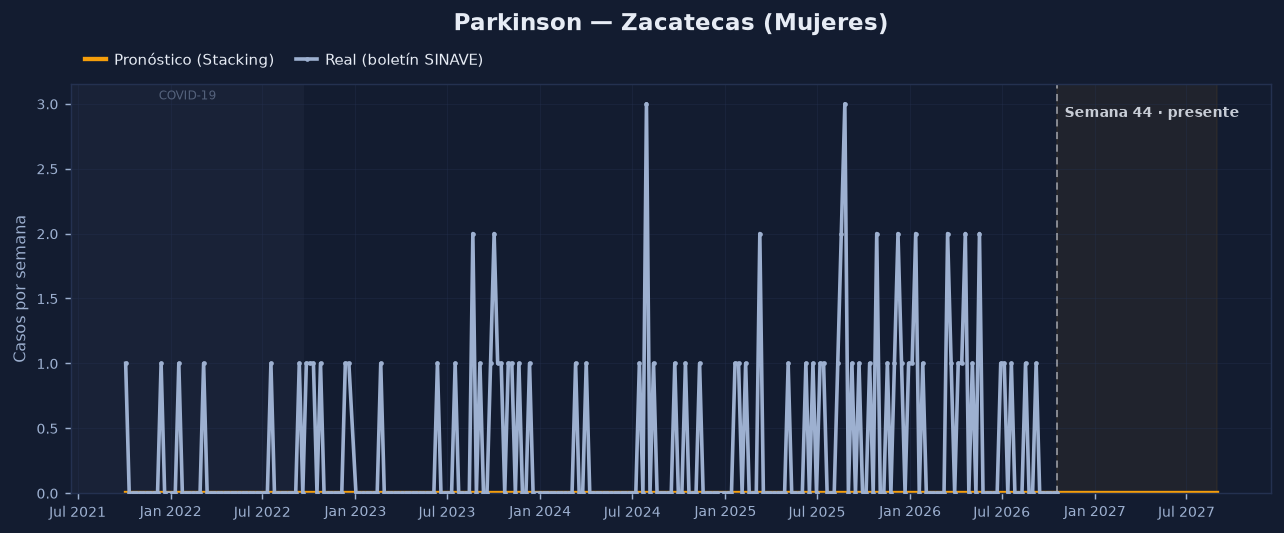 Parkinson — Zacatecas (Mujeres)
Pronóstico (Stacking)
Real (boletín SINAVE)
COVID-19
Semana 44 · presente
Casos por semana
3.0
2.5
2.0
1.5
1.0
0.5
0.0
Jul 2021
Jan 2022
Jul 2022
Jan 2023
Jul 2023
Jan 2024
Jul 2024
Jan 2025
Jul 2025
Jan 2026
Jul 2026
Jan 2027
Jul 2027